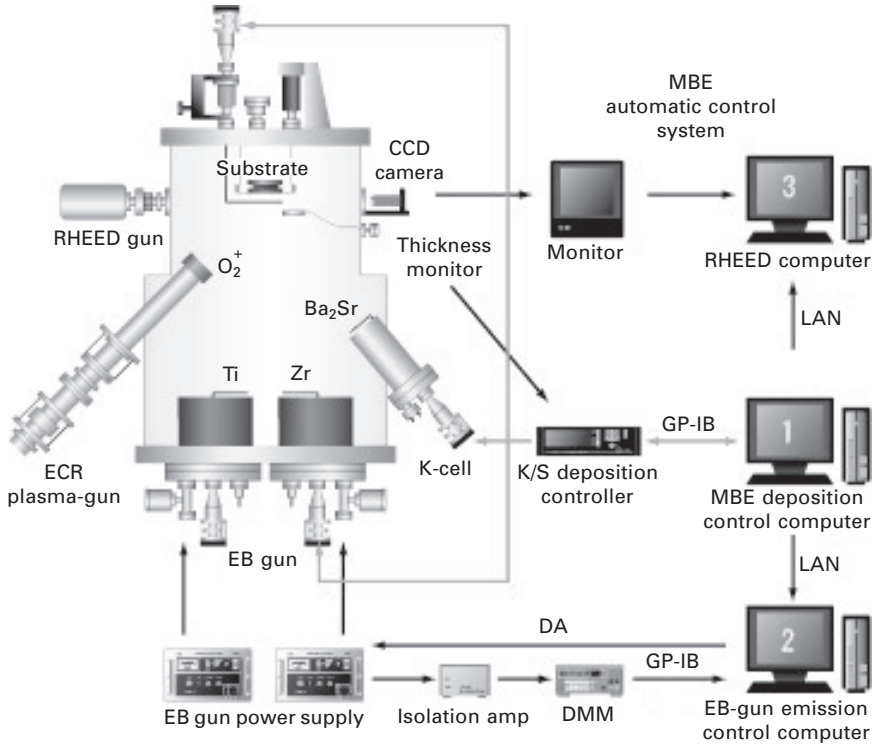 MBE
automatic control
system
CCD
camera
Substrate
3
RHEED gun
Monitor
RHEED computer
Thickness
monitor
O₂⁺
Ba₂Sr
LAN
Ti
Zr
GP-IB
1
ECR
plasma-gun
K-cell
K/S deposition
controller
MBE deposition
control computer
EB gun
LAN
DA
2
GP-IB
EB gun power supply
Isolation amp
DMM
EB-gun emission
control computer